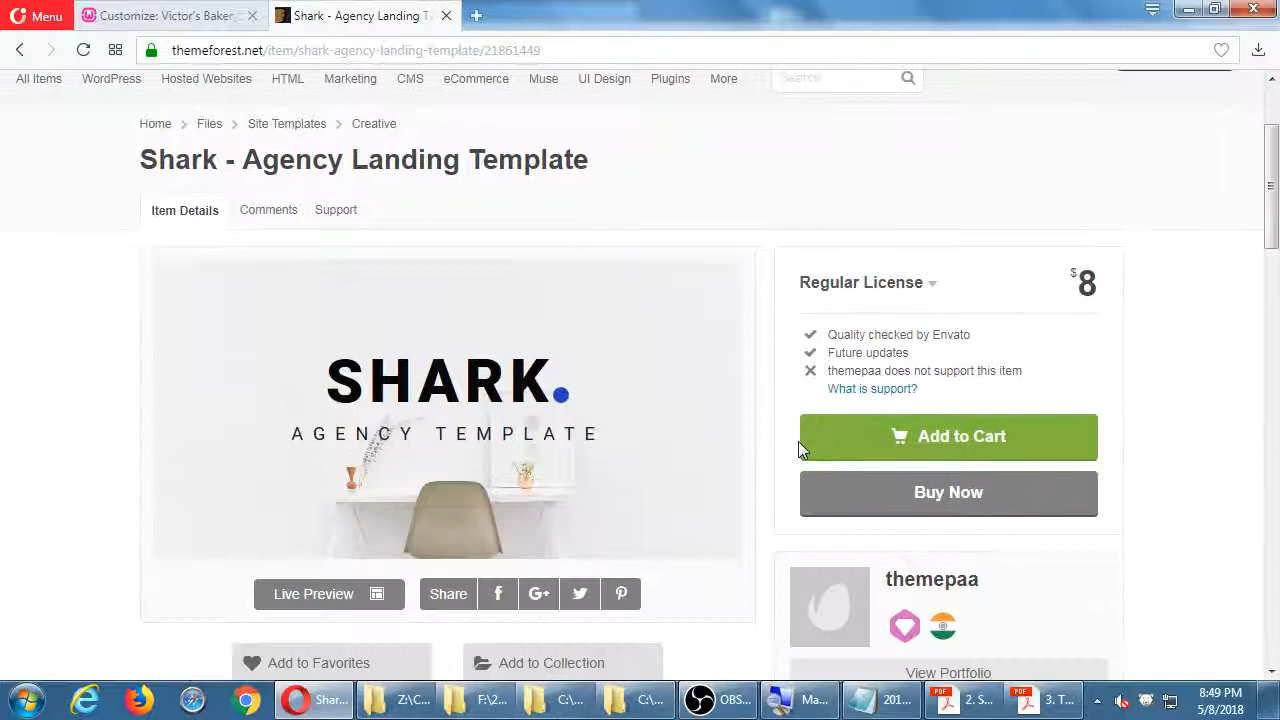 Menu
Customize: Victor's Baker
Shark - Agency Landing T
themeforest.net/item/shark-agency-landing-template/21861449
All Items WordPress Hosted Websites HTML Marketing CMS eCommerce Muse UI Design Plugins More
Search
Home Files Site Templates Creative
Shark - Agency Landing Template
Item Details Comments Support
SHARK.
AGENCY TEMPLATE
Live Preview
Share
Add to Favorites
Add to Collection
Regular License
$8
Quality checked by Envato
Future updates
themepaa does not support this item
What is support?
Add to Cart
Buy Now
themepaa
View Portfolio
Shar... Z:\C... F:\2... C:\... C:\... OBS... Ma... 201... 2. S... 3. T...
PDF
PDF
8:49 PM
5/8/2018